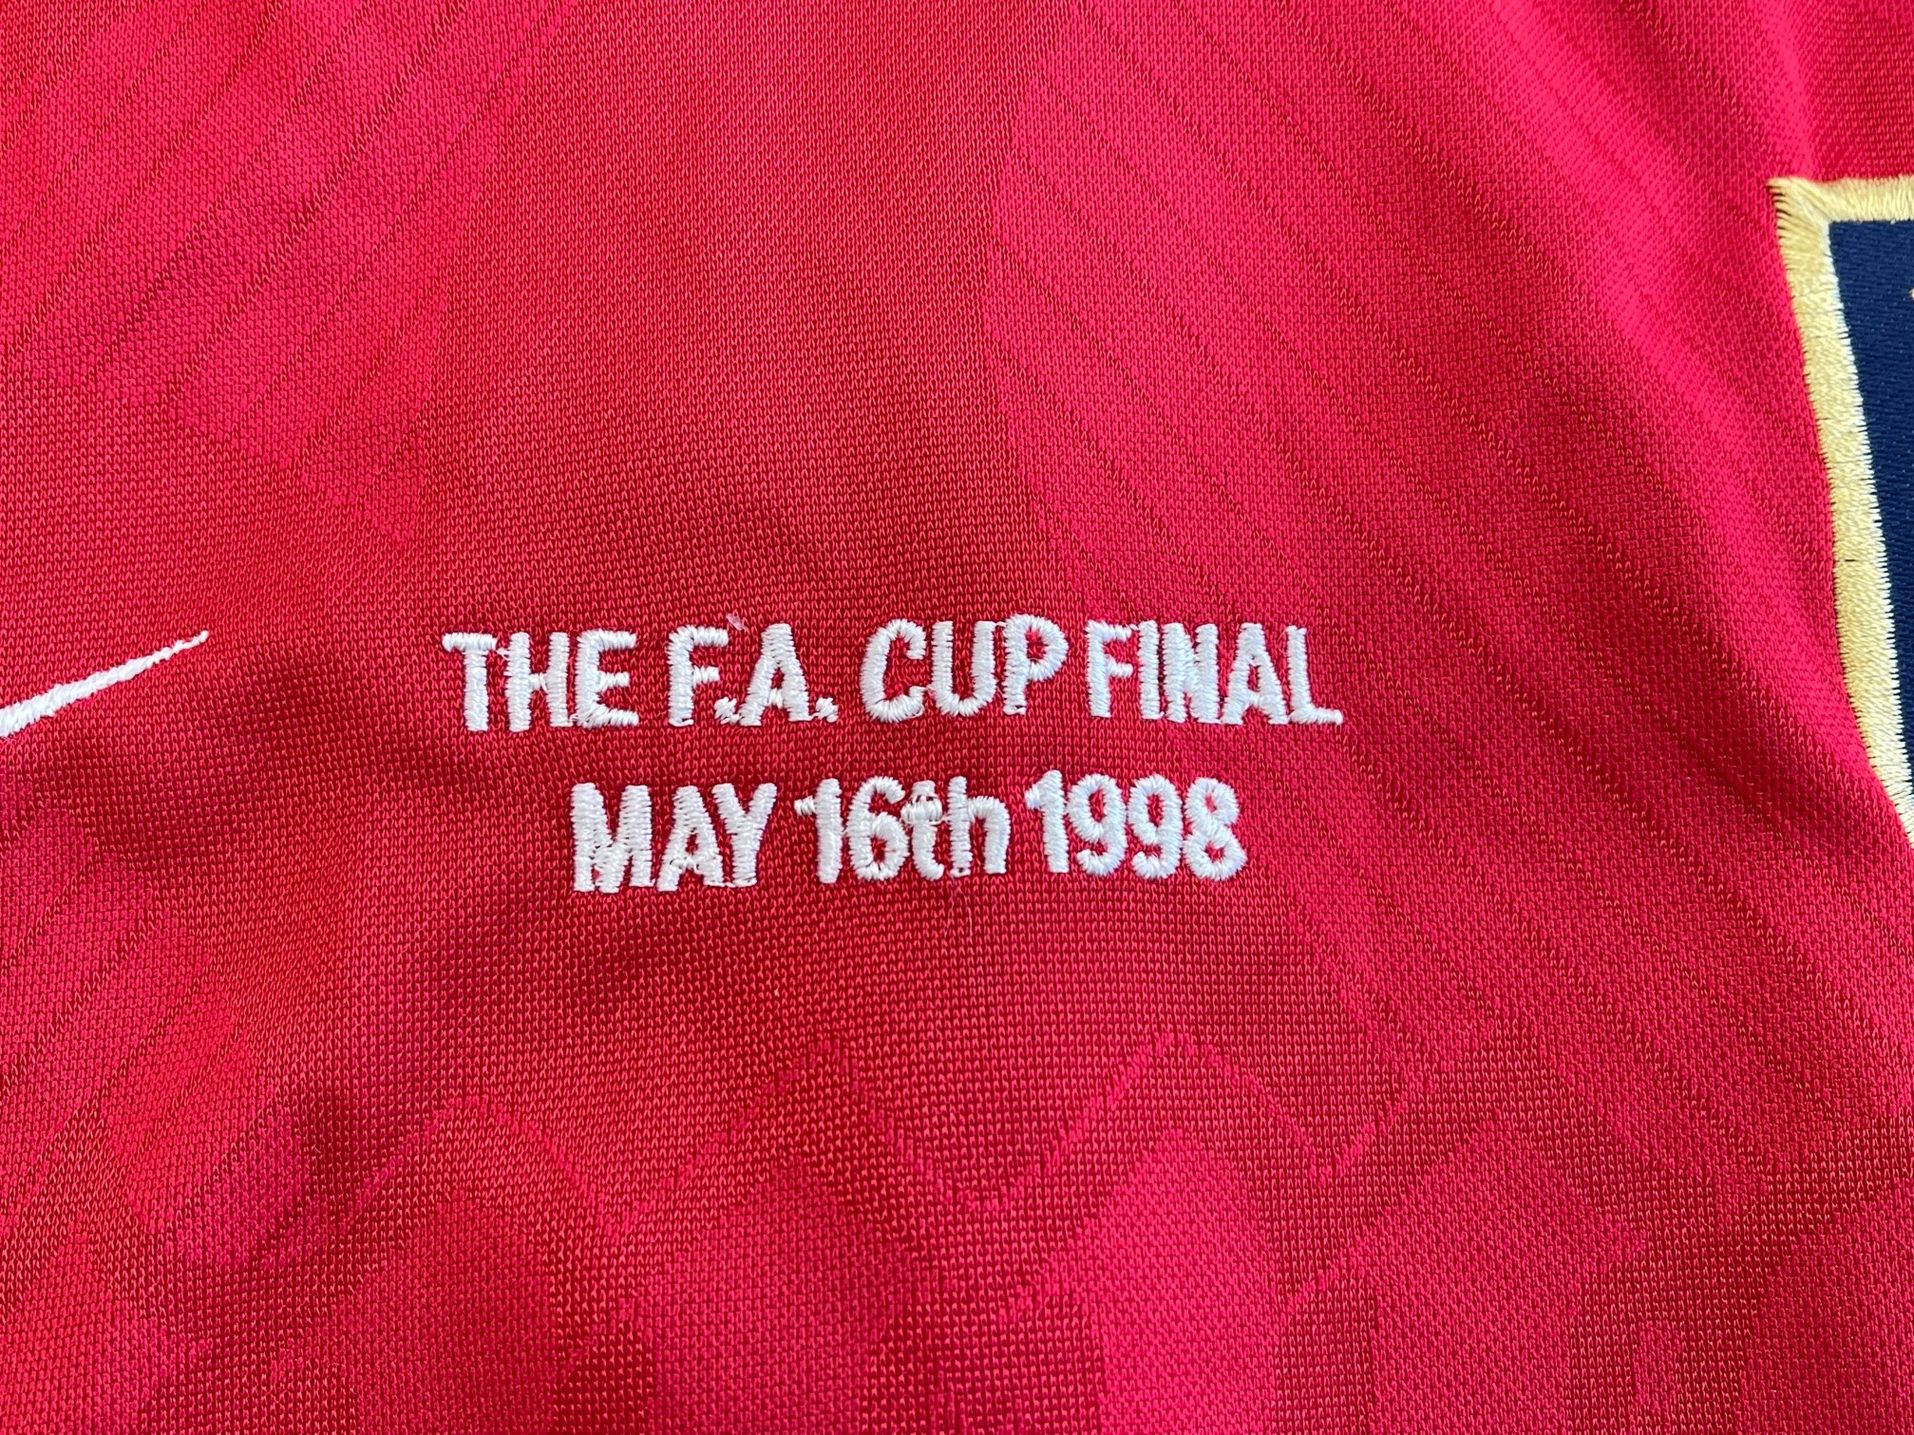 THE F.A. CUP FINAL
MAY 16th 1998